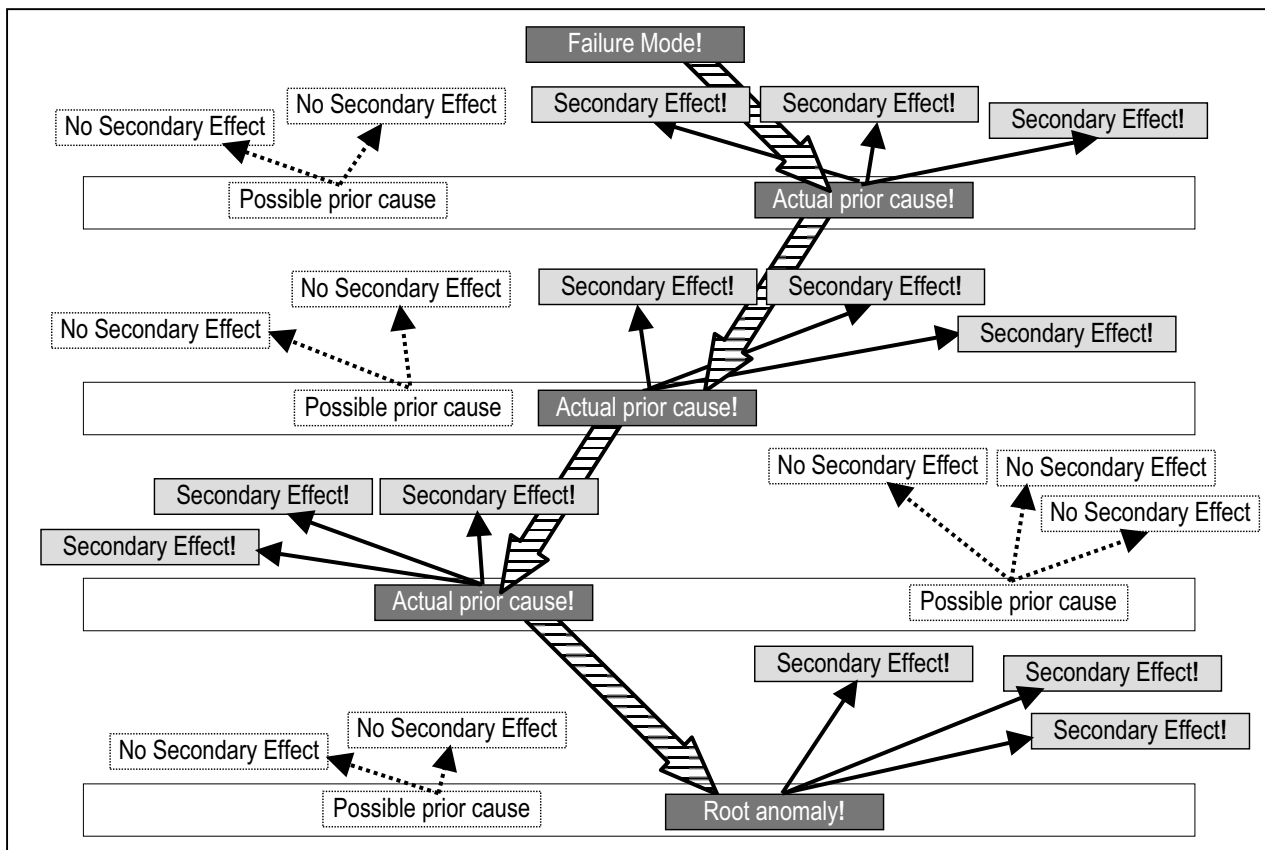 Failure Mode!
No Secondary Effect
Secondary Effect!
Secondary Effect!
Secondary Effect!
No Secondary Effect
Possible prior cause
Actual prior cause!
No Secondary Effect
Secondary Effect!
Secondary Effect!
No Secondary Effect
Secondary Effect!
Possible prior cause
Actual prior cause!
No Secondary Effect
No Secondary Effect
Secondary Effect!
Secondary Effect!
No Secondary Effect
Secondary Effect!
Actual prior cause!
Possible prior cause
Secondary Effect!
Secondary Effect!
No Secondary Effect
No Secondary Effect
Secondary Effect!
Possible prior cause
Root anomaly!